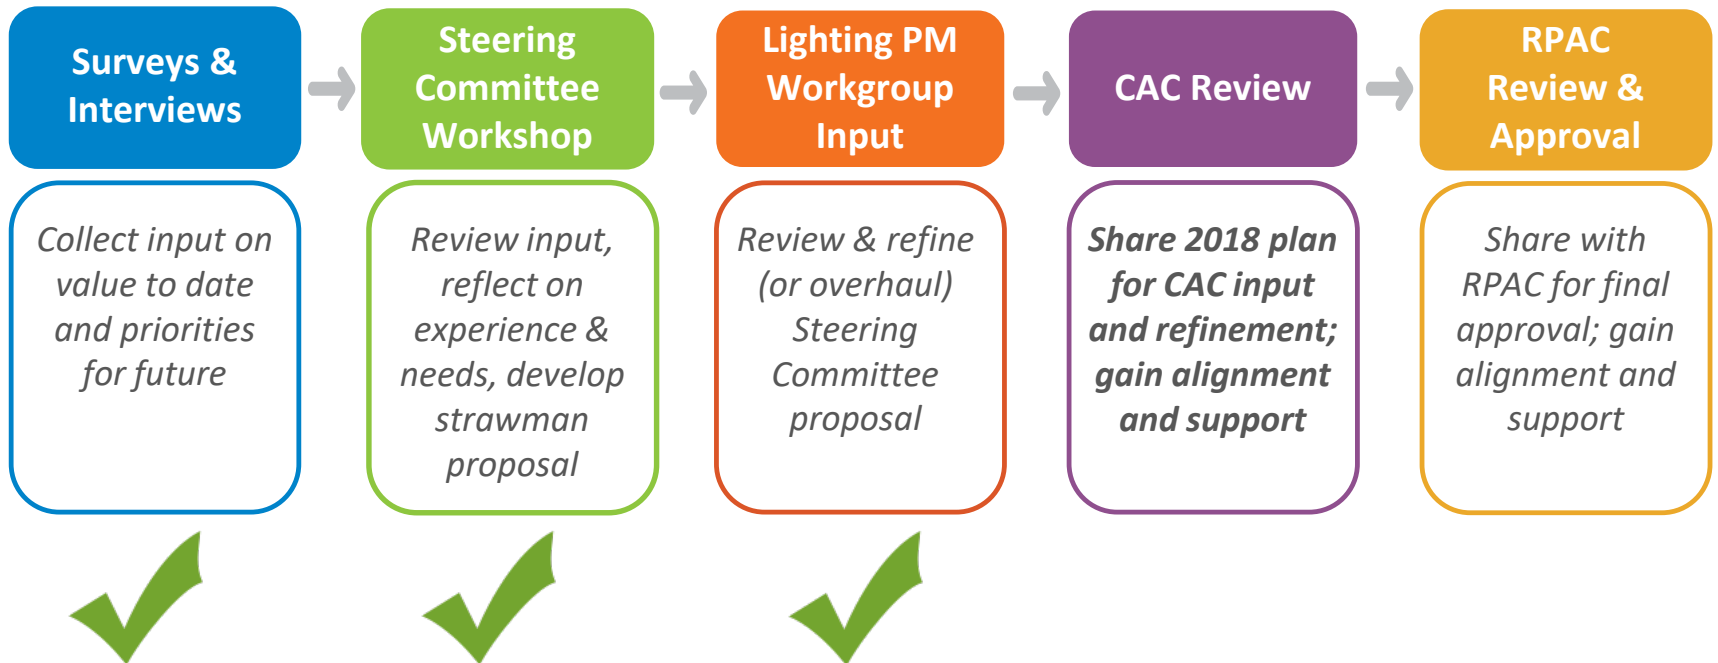 Surveys &
Interviews
Steering
Committee
Workshop
Lighting PM
Workgroup
Input
CAC Review
RPAC
Review &
Approval
Collect input on
value to date
and priorities
for future
Review input,
reflect on
experience &
needs, develop
strawman
proposal
Review & refine
(or overhaul)
Steering
Committee
proposal
Share 2018 plan
for CAC input
and refinement;
gain alignment
and support
Share with
RPAC for final
approval; gain
alignment and
support